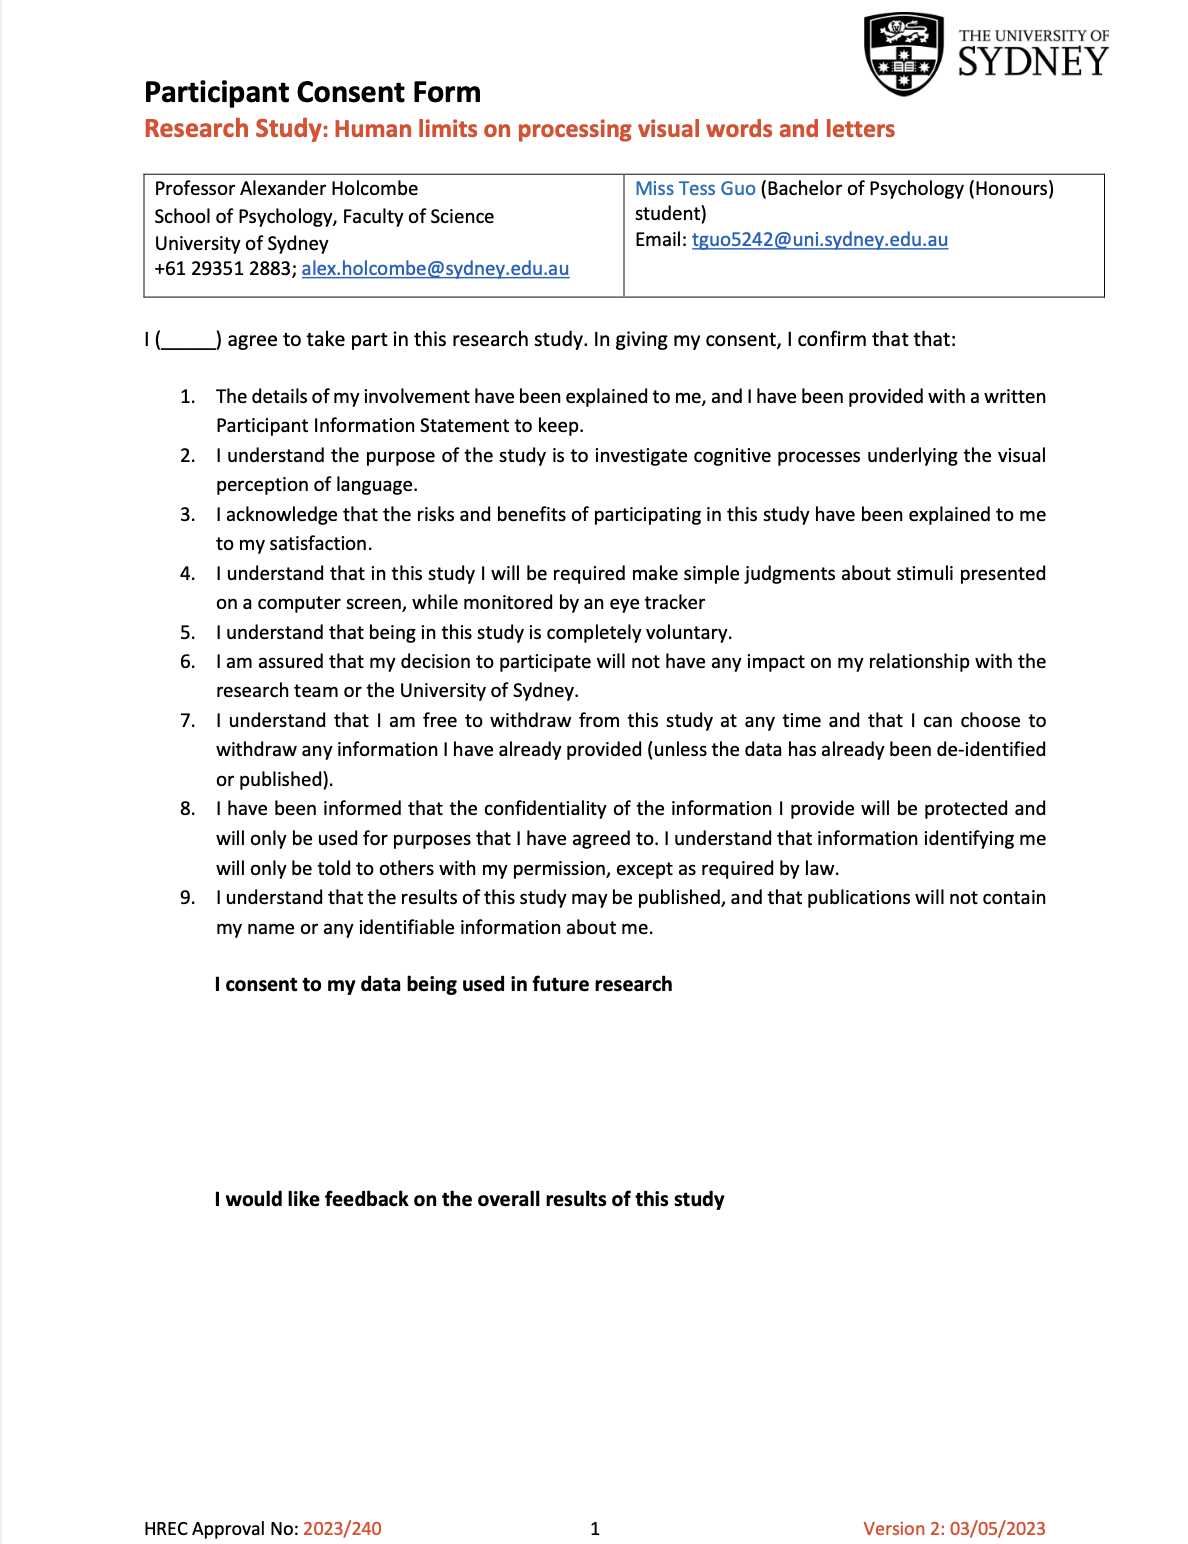 THE UNIVERSITY OF
SYDNEY
Participant Consent Form
Research Study: Human limits on processing visual words and letters
Professor Alexander Holcombe
School of Psychology, Faculty of Science
University of Sydney
+61 29351 2883; alex.holcombe@sydney.edu.au
Miss Tess Guo (Bachelor of Psychology (Honours)
student)
Email: tguo5242@uni.sydney.edu.au
I (_____) agree to take part in this research study. In giving my consent, I confirm that that:
1. The details of my involvement have been explained to me, and I have been provided with a written
Participant Information Statement to keep.
2. I understand the purpose of the study is to investigate cognitive processes underlying the visual
perception of language.
3. I acknowledge that the risks and benefits of participating in this study have been explained to me
to my satisfaction.
4. I understand that in this study I will be required make simple judgments about stimuli presented
on a computer screen, while monitored by an eye tracker
5. I understand that being in this study is completely voluntary.
6. I am assured that my decision to participate will not have any impact on my relationship with the
research team or the University of Sydney.
7. I understand that I am free to withdraw from this study at any time and that I can choose to
withdraw any information I have already provided (unless the data has already been de-identified
or published).
8. I have been informed that the confidentiality of the information I provide will be protected and
will only be used for purposes that I have agreed to. I understand that information identifying me
will only be told to others with my permission, except as required by law.
9. I understand that the results of this study may be published, and that publications will not contain
my name or any identifiable information about me.
I consent to my data being used in future research
I would like feedback on the overall results of this study
HREC Approval No: 2023/240
1
Version 2: 03/05/2023